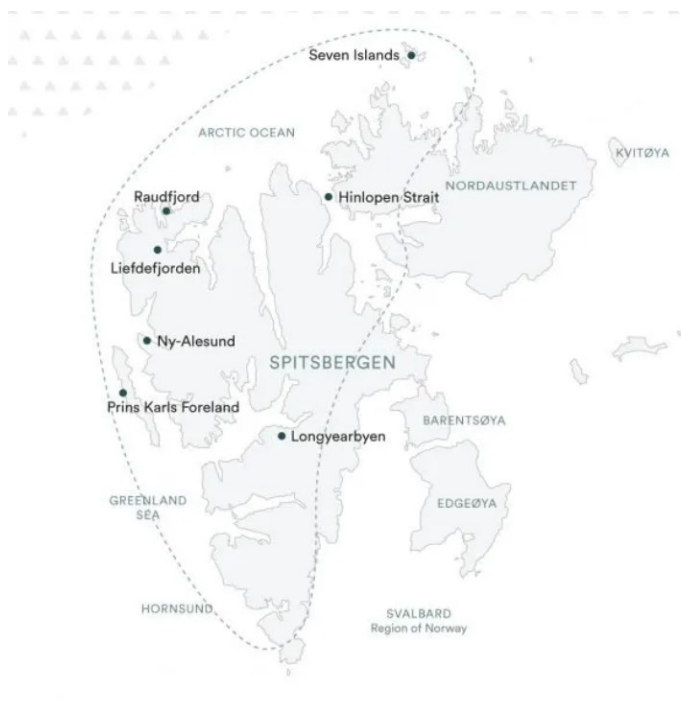 Seven Islands
ARCTIC OCEAN
KVITØYA
NORDAUSTLANDET
Raudfjord
Hinlopen Strait
Liefdefjorden
Ny-Alesund
SPITSBERGEN
Prins Karls Foreland
BARENTSØYA
Longyearbyen
GREENLAND
SEA
EDGEØYA
HORNSUND
SVALBARD
Region of Norway